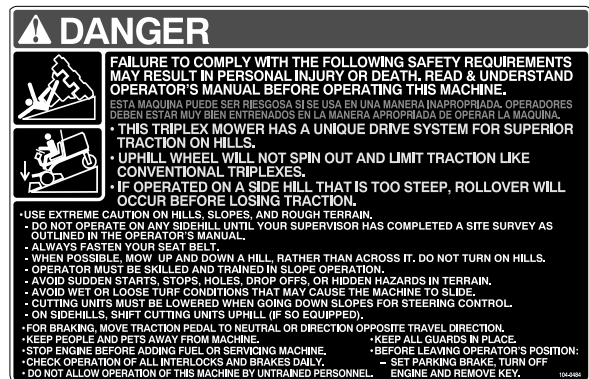 DANGER
FAILURE TO COMPLY WITH THE FOLLOWING SAFETY REQUIREMENTS
MAY RESULT IN PERSONAL INJURY OR DEATH. READ & UNDERSTAND
OPERATOR'S MANUAL BEFORE OPERATING THIS MACHINE.
ESTA MAQUINA PUEDE SER RIESGOSA SI SE USA EN UNA MANERA INAPROPRIADA. OPERADORES
DEBEN ESTAR MUY BIEN ENTRENADOS EN LA MANERA APROPRIADA DE OPERAR LA MAQUINA.
• THIS TRIPLEX MOWER HAS A UNIQUE DRIVE SYSTEM FOR SUPERIOR
TRACTION ON HILLS.
• UPHILL WHEEL WILL NOT SPIN OUT AND LIMIT TRACTION LIKE
CONVENTIONAL TRIPLEXES.
• IF OPERATED ON A SIDE HILL THAT IS TOO STEEP, ROLLOVER WILL
OCCUR BEFORE LOSING TRACTION.
•USE EXTREME CAUTION ON HILLS, SLOPES, AND ROUGH TERRAIN.
- DO NOT OPERATE ON ANY SIDEHILL UNTIL YOUR SUPERVISOR HAS COMPLETED A SITE SURVEY AS
OUTLINED IN THE OPERATOR'S MANUAL.
- ALWAYS FASTEN YOUR SEAT BELT.
- WHEN POSSIBLE, MOW UP AND DOWN A HILL, RATHER THAN ACROSS IT. DO NOT TURN ON HILLS.
- OPERATOR MUST BE SKILLED AND TRAINED IN SLOPE OPERATION.
- AVOID SUDDEN STARTS, STOPS, HOLES, DROP OFFS, OR HIDDEN HAZARDS IN TERRAIN.
- AVOID WET OR LOOSE TURF CONDITIONS THAT MAY CAUSE THE MACHINE TO SLIDE.
- CUTTING UNITS MUST BE LOWERED WHEN GOING DOWN SLOPES FOR STEERING CONTROL.
- ON SIDEHILLS, SHIFT CUTTING UNITS UPHILL (IF SO EQUIPPED).
•FOR BRAKING, MOVE TRACTION PEDAL TO NEUTRAL OR DIRECTION OPPOSITE TRAVEL DIRECTION.
•KEEP PEOPLE AND PETS AWAY FROM MACHINE.
•STOP ENGINE BEFORE ADDING FUEL OR SERVICING MACHINE.
•CHECK OPERATION OF ALL INTERLOCKS AND BRAKES DAILY.
• DO NOT ALLOW OPERATION OF THIS MACHINE BY UNTRAINED PERSONNEL.
•KEEP ALL GUARDS IN PLACE.
•BEFORE LEAVING OPERATOR'S POSITION:
– SET PARKING BRAKE, TURN OFF
ENGINE AND REMOVE KEY.
104-0484